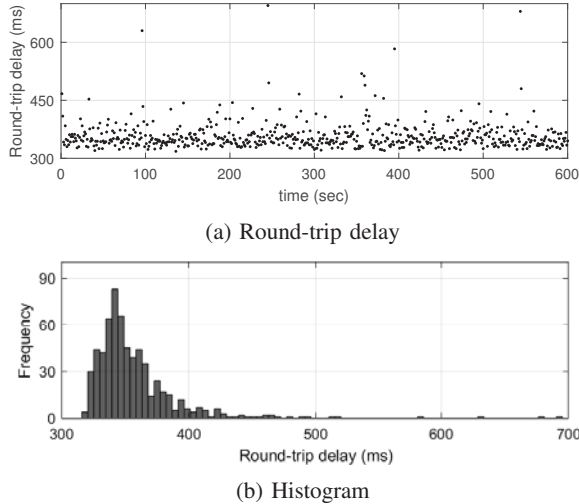 600
450
300
Round-trip delay (ms)
0 100 200 300 400 500 600
time (sec)
(a) Round-trip delay
90
60
30
0
Frequency
300 400 500 600 700
Round-trip delay (ms)
(b) Histogram